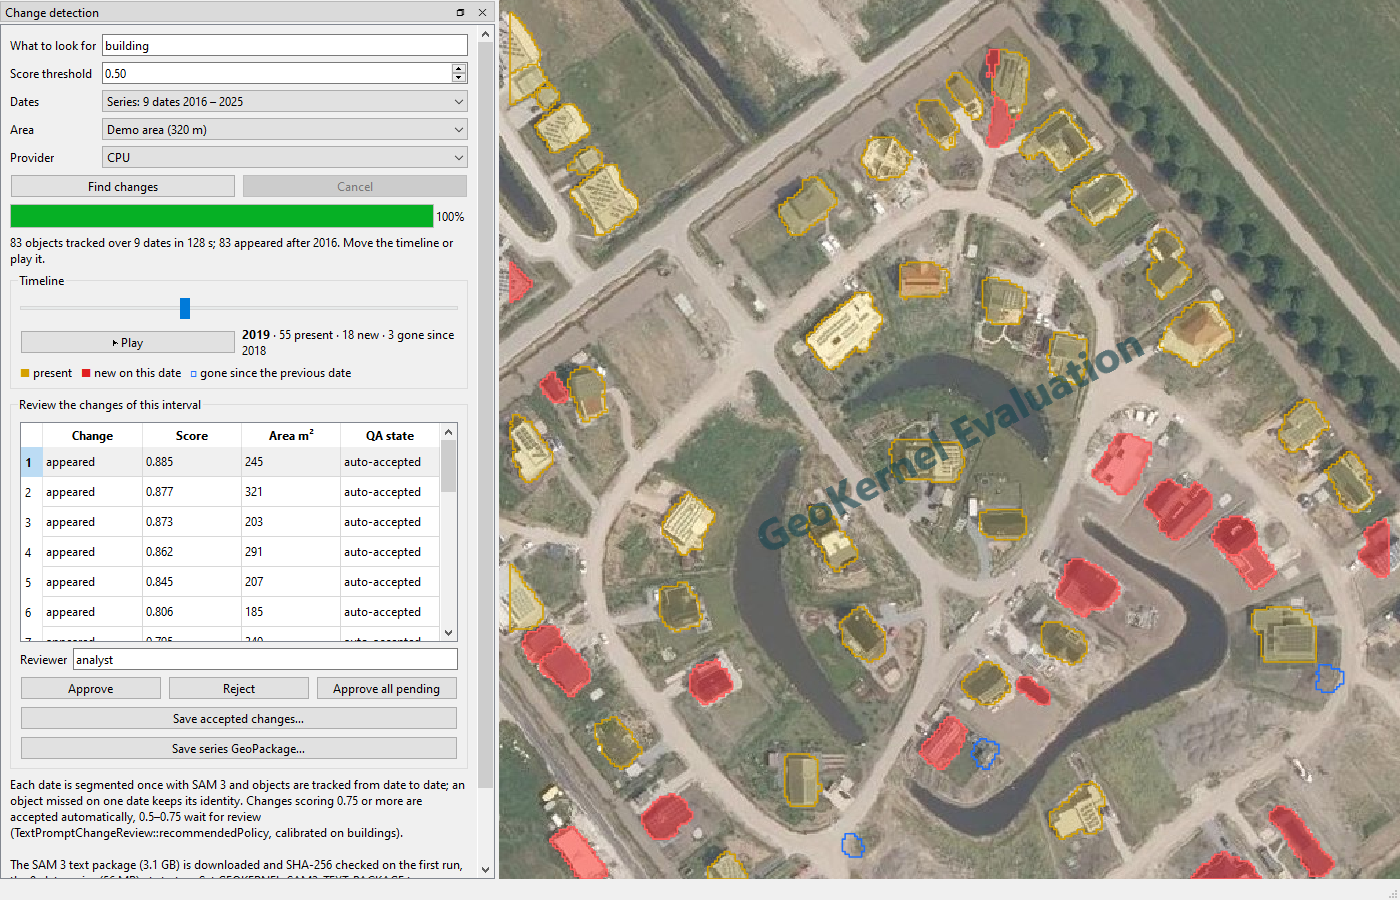 Change detection
What to look for building
Score threshold 0.50
Dates Series: 9 dates 2016 – 2025
Area Demo area (320 m)
Provider CPU
Find changes Cancel
100%
83 objects tracked over 9 dates in 128 s; 83 appeared after 2016. Move the timeline or
play it.
Timeline
Play
2019 · 55 present · 18 new · 3 gone since
2018
present new on this date gone since the previous date
Review the changes of this interval
Change Score Area m² QA state
1 appeared 0.885 245 auto-accepted
2 appeared 0.877 321 auto-accepted
3 appeared 0.873 203 auto-accepted
4 appeared 0.862 291 auto-accepted
5 appeared 0.845 207 auto-accepted
6 appeared 0.806 185 auto-accepted
Reviewer analyst
Approve Reject Approve all pending
Save accepted changes...
Save series GeoPackage...
Each date is segmented once with SAM 3 and objects are tracked from date to date; an
object missed on one date keeps its identity. Changes scoring 0.75 or more are
accepted automatically, 0.5–0.75 wait for review
(TextPromptChangeReview::recommendedPolicy, calibrated on buildings).
The SAM 3 text package (3.1 GB) is downloaded and SHA-256 checked on the first run,
GeoKernel Evaluation